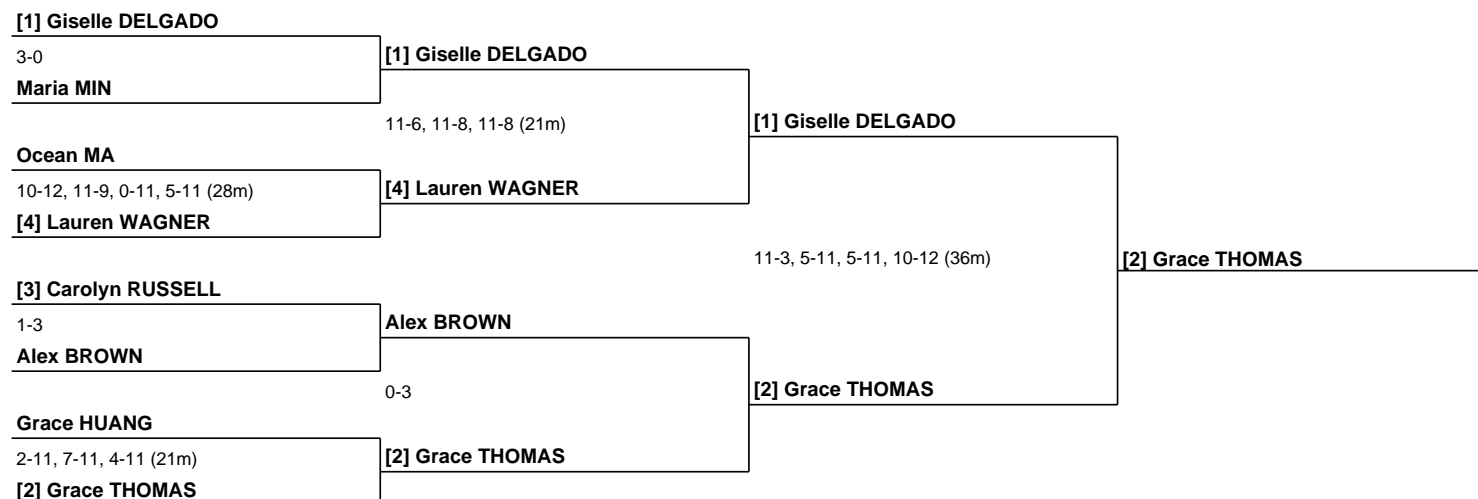 [1] Giselle DELGADO
3-0
Maria MIN
Ocean MA
10-12, 11-9, 0-11, 5-11 (28m)
[4] Lauren WAGNER
[3] Carolyn RUSSELL
1-3
Alex BROWN
Grace HUANG
2-11, 7-11, 4-11 (21m)
[2] Grace THOMAS
[1] Giselle DELGADO
11-6, 11-8, 11-8 (21m)
[4] Lauren WAGNER
Alex BROWN
0-3
[2] Grace THOMAS
[1] Giselle DELGADO
11-3, 5-11, 5-11, 10-12 (36m)
[2] Grace THOMAS
[2] Grace THOMAS